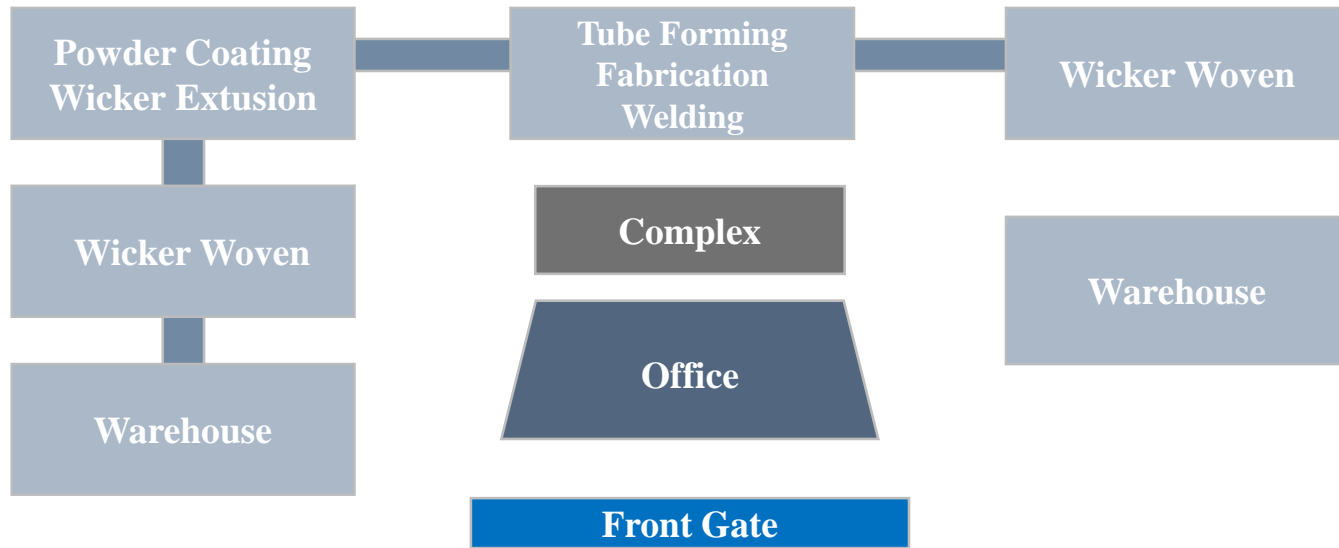 Powder Coating
Wicker Extusion
Tube Forming
Fabrication
Welding
Wicker Woven
Wicker Woven
Complex
Warehouse
Office
Warehouse
Front Gate